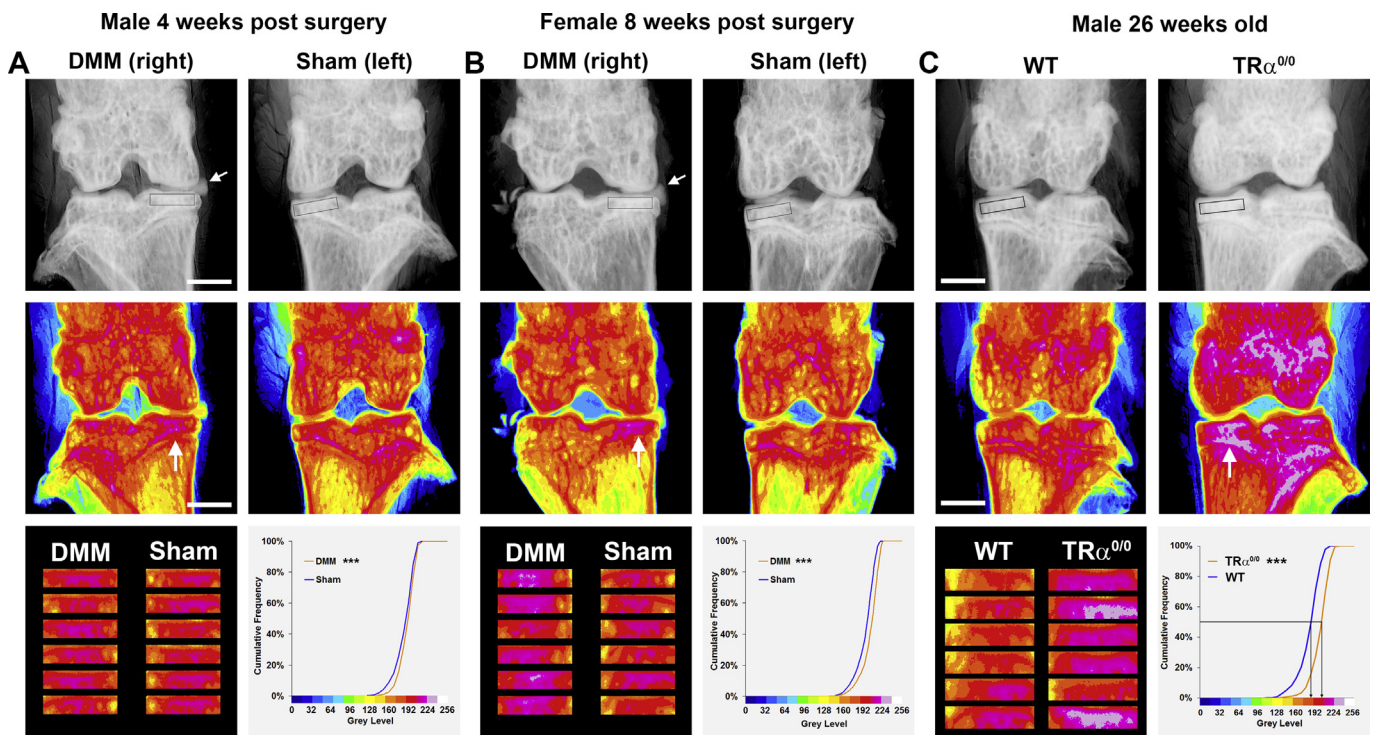 Male 4 weeks post surgery
Female 8 weeks post surgery
Male 26 weeks old
A
DMM (right)
Sham (left)
B
DMM (right)
Sham (left)
C
WT
TRα0/0
DMM
Sham
DMM ***
Sham
Cumulative Frequency
100%
80%
60%
40%
20%
0%
0 32 64 96 128 160 192 224 256
Grey Level
DMM
Sham
DMM ***
Sham
Cumulative Frequency
100%
80%
60%
40%
20%
0%
0 32 64 96 128 160 192 224 256
Grey Level
WT
TRα0/0
TRα0/0 ***
WT
Cumulative Frequency
100%
80%
60%
40%
20%
0%
0 32 64 96 128 160 192 224 256
Grey Level